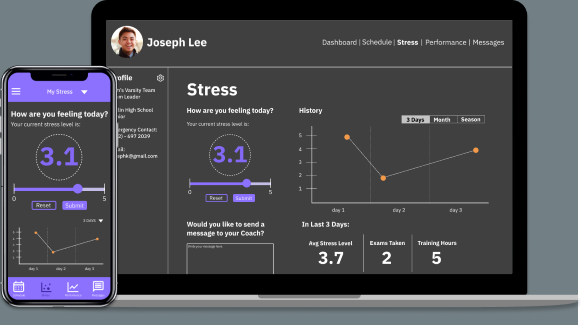 Joseph Lee
Dashboard | Schedule | Stress | Performance | Messages
rofile
's Varsity Team
m Leader
tin High School
nior
ergency Contact:
2) - 697 2039
ail:
ephk@gmail.com
Stress
How are you feeling today?
Your current stress level is:
3.1
0
5
Reset
Submit
Would you like to send a
message to your Coach?
History
3 Days
Month
Season
5
4
3
2
1
day 1
day 2
day 3
In Last 3 Days:
Avg Stress Level
Exams Taken
Training Hours
3.7
2
5
My Stress
How are you feeling today?
Your current stress level is:
3.1
0
5
Reset
Submit
3 DAYS
day 1
day 2
day 3